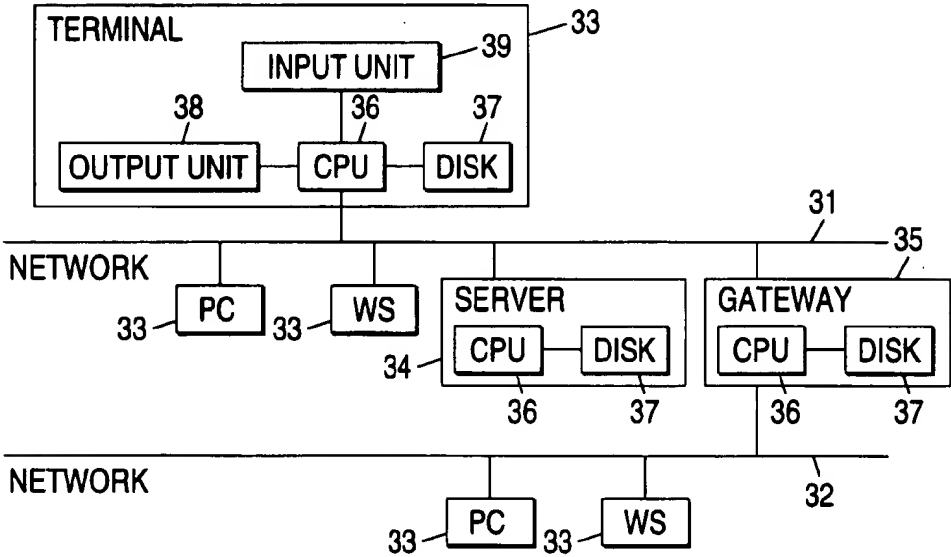 TERMINAL
33
INPUT UNIT
39
38
36
37
OUTPUT UNIT
CPU
DISK
31
NETWORK
35
PC
33
WS
33
SERVER
34
CPU
DISK
36
37
GATEWAY
CPU
DISK
36
37
NETWORK
32
PC
33
WS
33